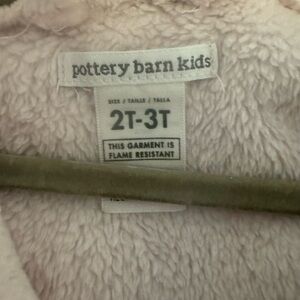 pottery barn kids
SIZE / TAILLE / TALLA
2T-3T
THIS GARMENT IS
FLAME RESISTANT